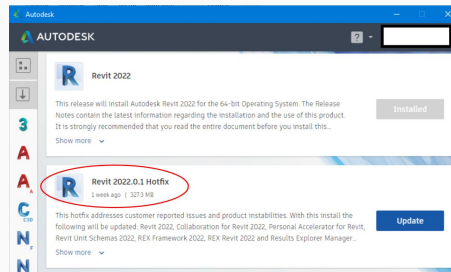 Autodesk
AUTODESK
?
R
Revit 2022
This release will install Autodesk Revit 2022 for the 64-bit Operating System. The Release
Notes contain the latest information regarding the installation and the use of this product.
It is strongly recommended that you read the entire document before you install this...
Installed
Show more
3
A
A
A
R
Revit 2022.0.1 Hotfix
1 week ago | 327.3 MB
C
C3D
This hotfix addresses customer reported issues and product instabilities. With this install the
following will be updated: Revit 2022, Collaboration for Revit 2022, Personal Accelerator for Revit,
Revit Unit Schemas 2022, REX Framework 2022, REX Revit 2022 and Results Explorer Manager...
Update
N
F
Show more
N